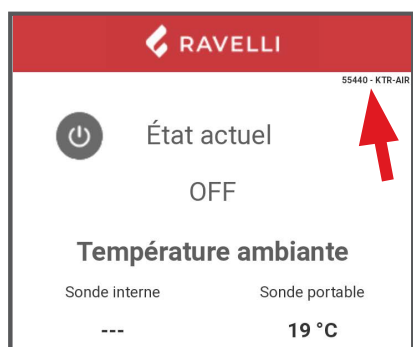 RAVELLI
55440 - KTR-AIR
État actuel
OFF
Température ambiante
Sonde interne Sonde portable
--- 19 °C